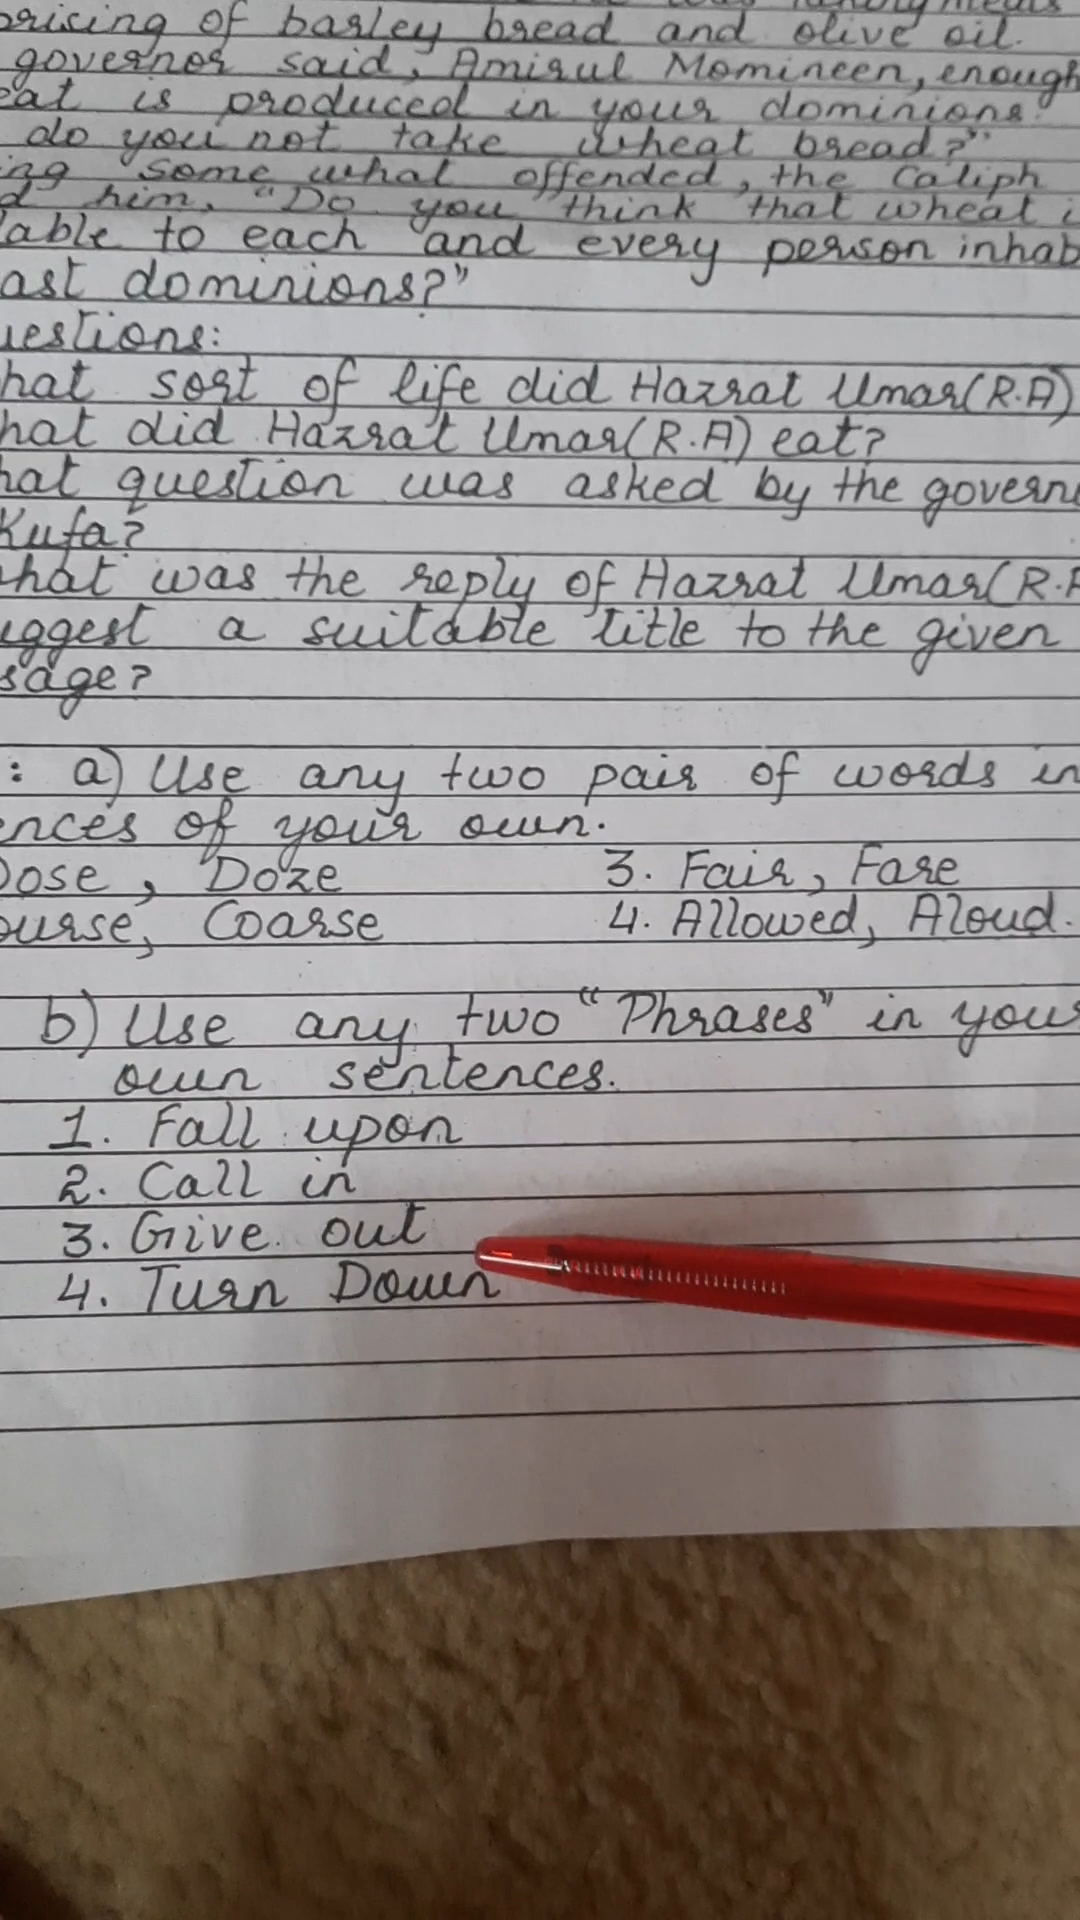 prising of barley bread and olive oil.
governor said, Amirul Momineen, enough
eat is produced in your dominions.
do you not take wheat bread?"
ing some what offended, the Caliph
d him. "Do you think that wheat i
able to each and every person inhab
ast dominions?"
uestions:
hat sort of life did Hazrat Umar(R.A)
hat did Hazrat Umar(R.A) eat?
hat question was asked by the govern
Kufa?
hat was the reply of Hazrat Umar(R.A
uggest a suitable title to the given
sage?
: a) Use any two pair of words in
ences of your own.
Dose, Doze 3. Fair, Fare
ourse, Coarse 4. Allowed, Aloud.
b) Use any two "Phrases" in your
own sentences.
1. Fall upon
2. Call in
3. Give out
4. Turn Down